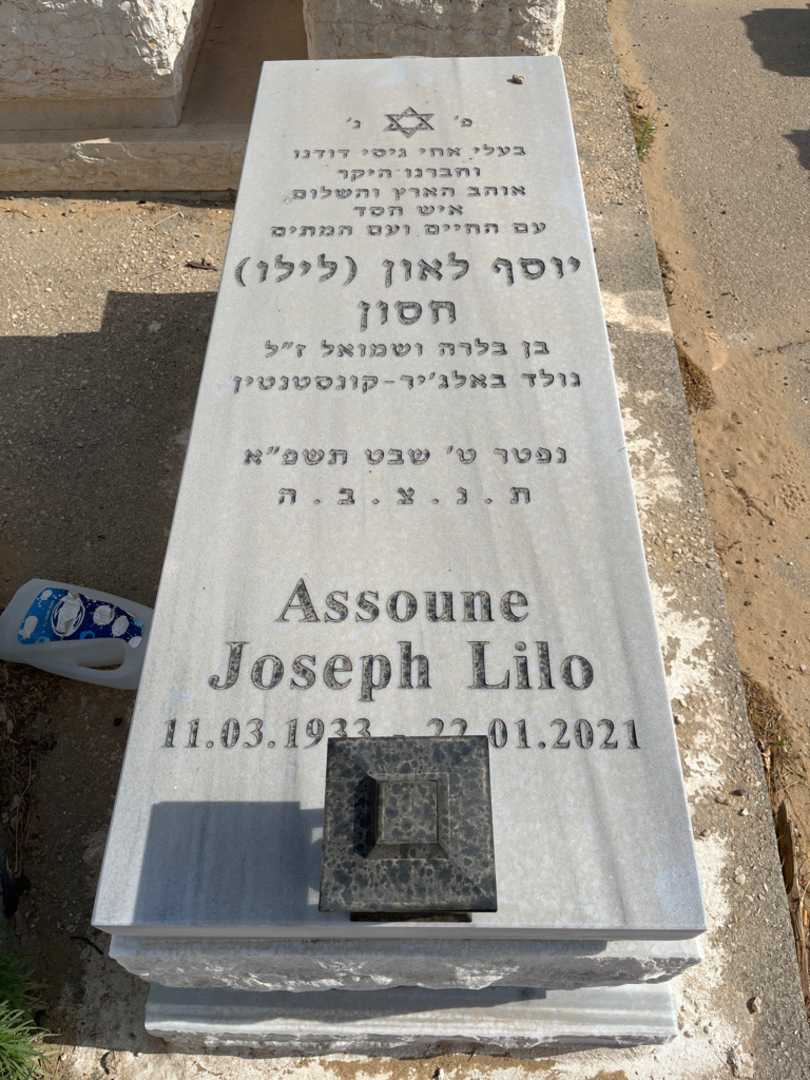 פ' נ'
בעלי אחי גיסי דודנו
וחברנו היקר
אוהב הארץ והשלום
איש חסד
עם החיים ועם המתים
יוסף לאון (לילו)
חסון
בן בלרה ושמואל ז"ל
נולד באלג'יר-קונסטנטין
נפטר ט' שבט תשפ"א
ת.נ.צ.ב.ה
Assoune
Joseph Lilo
11.03.1933 - 22.01.2021